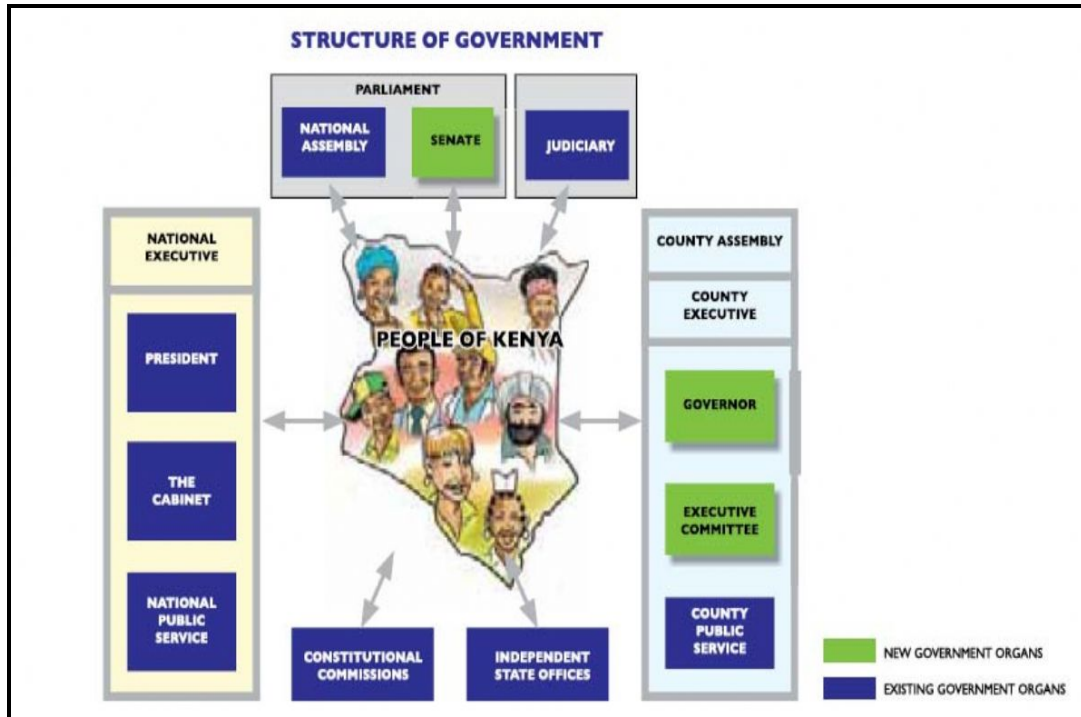 STRUCTURE OF GOVERNMENT
PARLIAMENT
NATIONAL
ASSEMBLY
SENATE
JUDICIARY
NATIONAL
EXECUTIVE
PRESIDENT
THE
CABINET
NATIONAL
PUBLIC
SERVICE
PEOPLE OF KENYA
COUNTY ASSEMBLY
COUNTY
EXECUTIVE
GOVERNOR
EXECUTIVE
COMMITTEE
COUNTY
PUBLIC
SERVICE
CONSTITUTIONAL
COMMISSIONS
INDEPENDENT
STATE OFFICES
NEW GOVERNMENT ORGANS
EXISTING GOVERNMENT ORGANS